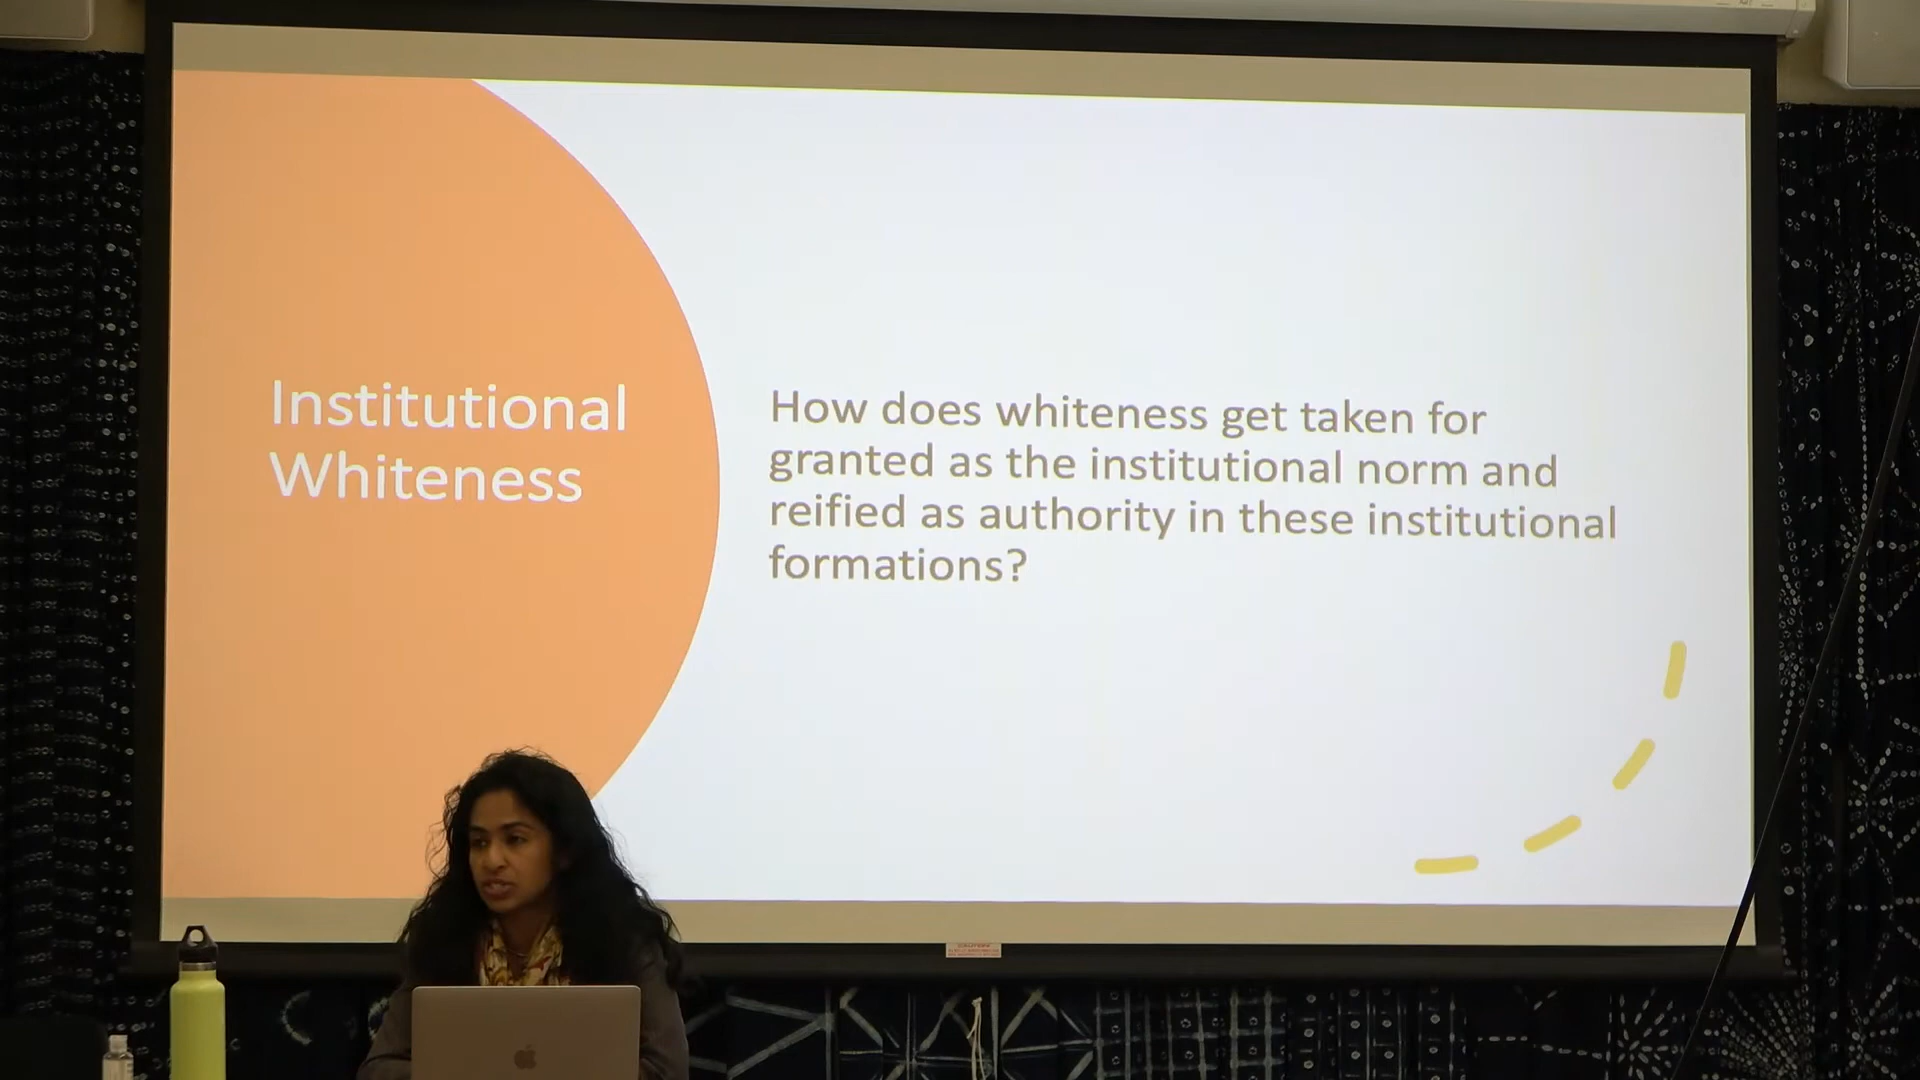 Institutional
Whiteness
How does whiteness get taken for
granted as the institutional norm and
reified as authority in these institutional
formations?